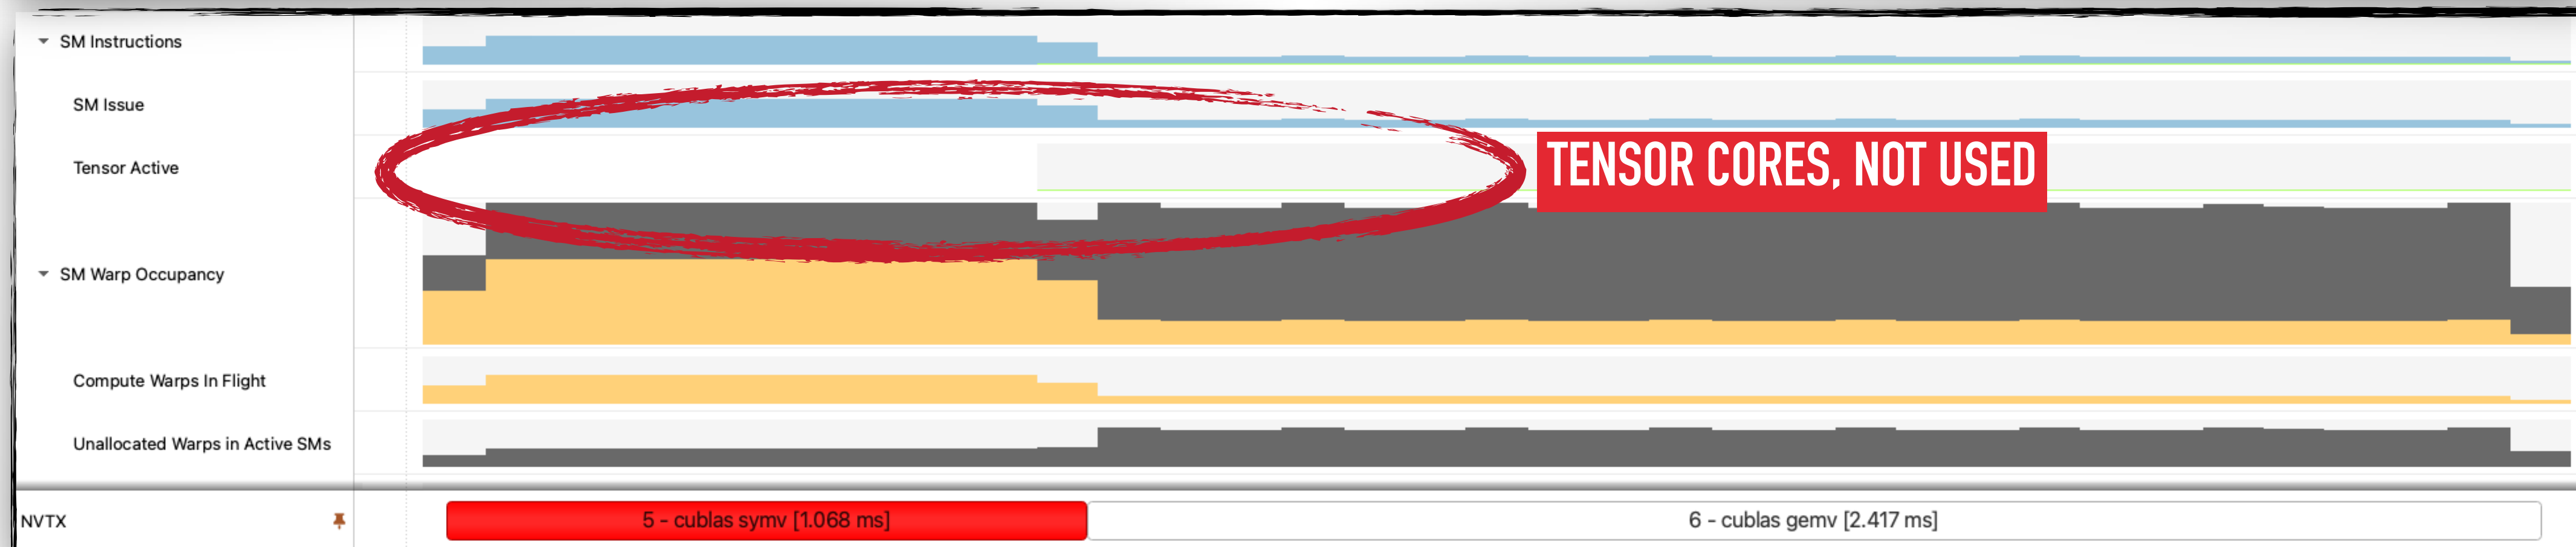 SM Instructions
SM Issue
Tensor Active
TENSOR CORES, NOT USED
SM Warp Occupancy
Compute Warps In Flight
Unallocated Warps in Active SMs
NVTX
5 - cublas symv [1.068 ms]
6 - cublas gemv [2.417 ms]